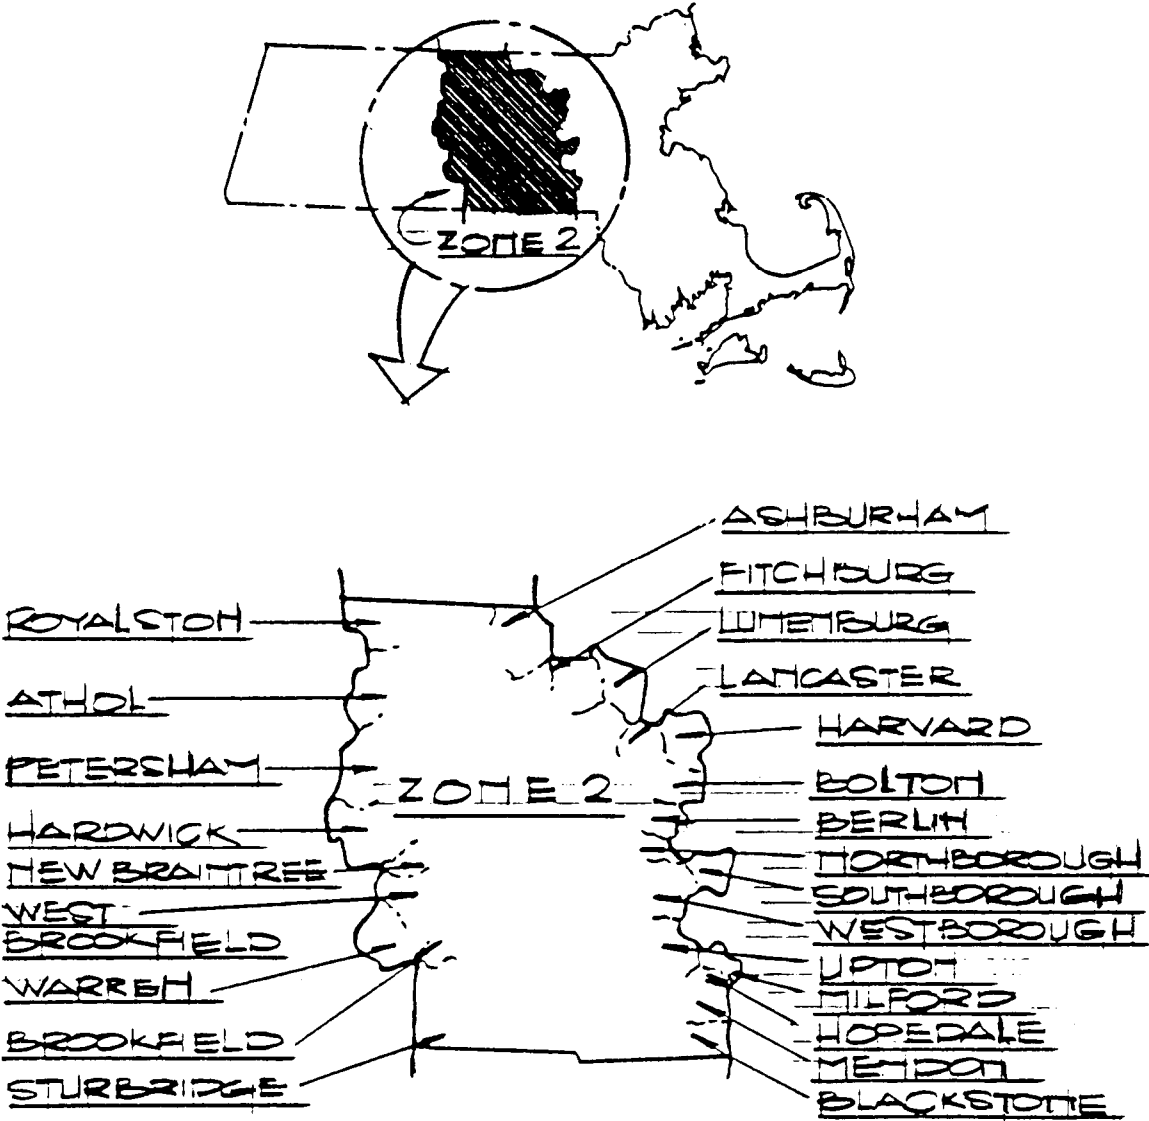 ZONE 2
ASHBURHAM
FITCHBURG
LUNENBURG
LANCASTER
HARVARD
BOLTON
BERLIN
NORTHBOROUGH
SOUTHBOROUGH
WESTBOROUGH
UPTON
MILFORD
HOPEDALE
MENDON
BLACKSTONE
ROYALSTON
ATHOL
PETERSHAM
HARDWICK
NEW BRAINTREE
WEST
BROOKFIELD
WARREN
BROOKFIELD
STURBRIDGE
ZONE 2